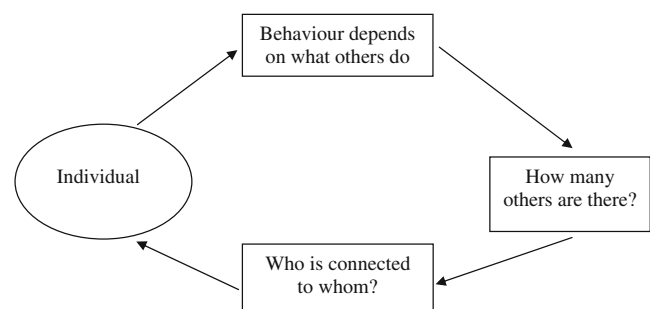 Behaviour depends
on what others do
Individual
How many
others are there?
Who is connected
to whom?